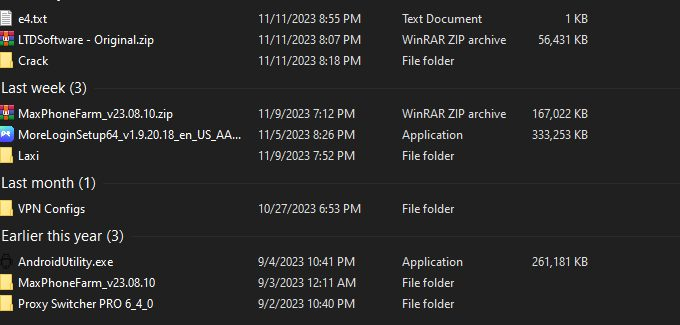 e4.txt 11/11/2023 8:55 PM Text Document 1 KB
LTDSoftware - Original.zip 11/11/2023 8:07 PM WinRAR ZIP archive 56,431 KB
Crack 11/11/2023 8:18 PM File folder
Last week (3)
MaxPhoneFarm_v23.08.10.zip 11/9/2023 7:12 PM WinRAR ZIP archive 167,022 KB
MoreLoginSetup64_v1.9.20.18_en_US_AA... 11/5/2023 8:26 PM Application 333,253 KB
Laxi 11/9/2023 7:52 PM File folder
Last month (1)
VPN Configs 10/27/2023 6:53 PM File folder
Earlier this year (3)
AndroidUtility.exe 9/4/2023 10:41 PM Application 261,181 KB
MaxPhoneFarm_v23.08.10 9/3/2023 12:11 AM File folder
Proxy Switcher PRO 6_4_0 9/2/2023 10:40 PM File folder